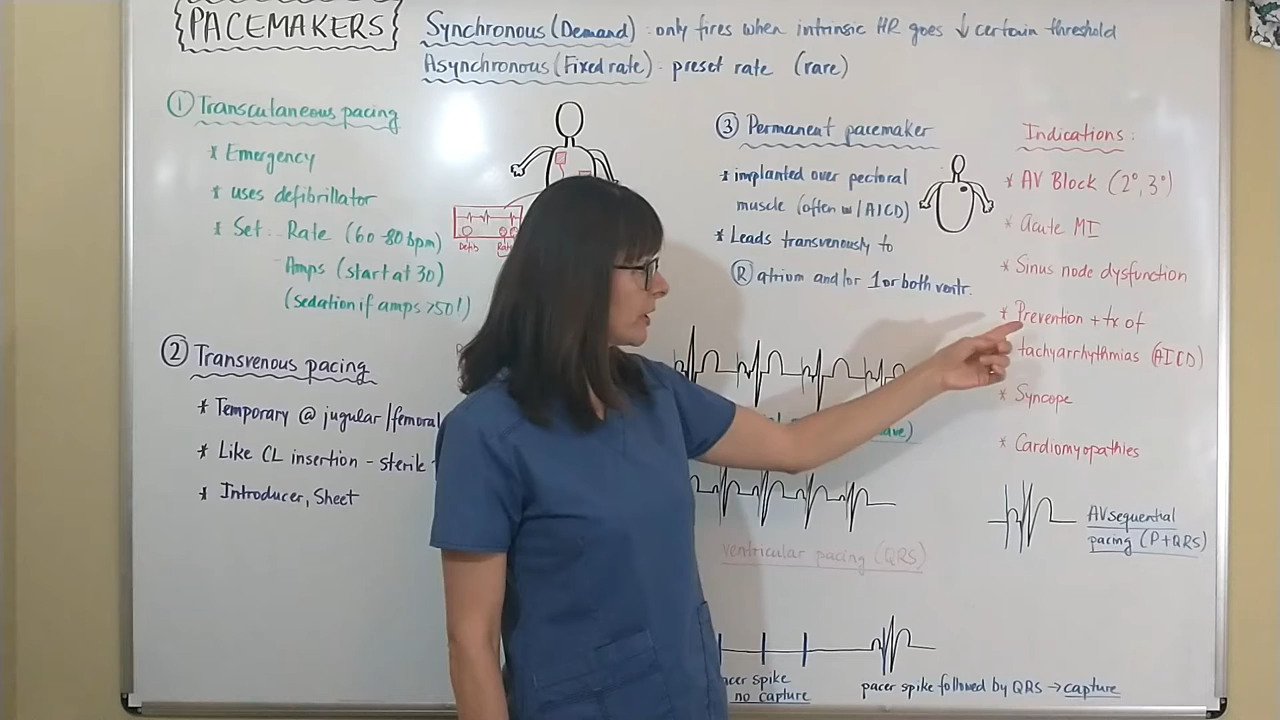 PACEMAKERS
Synchronous (Demand) : only fires when intrinsic HR goes ↓ certain threshold
Asynchronous (Fixed rate) : preset rate (rare)
① Transcutaneous pacing
* Emergency
* uses defibrillator
* Set: Rate (60-80 bpm)
Amps (start at 30)
(sedation if amps >50!)
Defib
② Transvenous pacing
* Temporary @ jugular/femoral
* Like CL insertion - sterile
* Introducer, Sheet
③ Permanent pacemaker
* implanted over pectoral
muscle (often w/AICD)
* Leads transvenously to
Ⓡ atrium and/or 1 or both ventr.
ventricular pacing (QRS)
spike
no capture
pacer spike followed by QRS → capture
Indications:
* AV Block (2°, 3°)
* Acute MI
* Sinus node dysfunction
* Prevention + tx of
tachyarrhythmias (AICD)
* Syncope
* Cardiomyopathies
AV sequential
pacing (P+QRS)